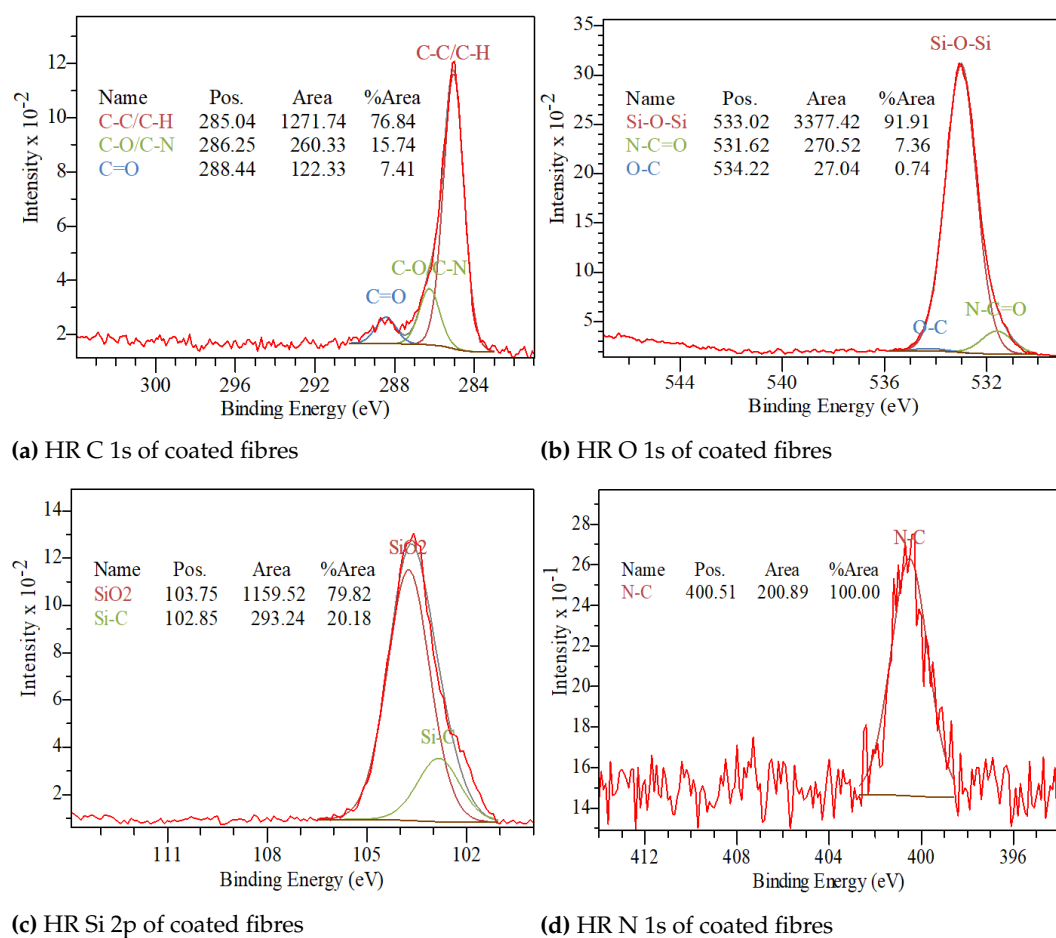 C-C/C-H
Name Pos. Area %Area
C-C/C-H 285.04 1271.74 76.84
C-O/C-N 286.25 260.33 15.74
C=O 288.44 122.33 7.41
C-O/C-N
C=O
12
10
8
6
4
2
Intensity x 10⁻²
300 296 292 288 284
Binding Energy (eV)
(a) HR C 1s of coated fibres
Si-O-Si
Name Pos. Area %Area
Si-O-Si 533.02 3377.42 91.91
N-C=O 531.62 270.52 7.36
O-C 534.22 27.04 0.74
N-C=O
O-C
35
30
25
20
15
10
5
Intensity x 10⁻²
544 540 536 532
Binding Energy (eV)
(b) HR O 1s of coated fibres
SiO2
Name Pos. Area %Area
SiO2 103.75 1159.52 79.82
Si-C 102.85 293.24 20.18
Si-C
14
12
10
8
6
4
2
Intensity x 10⁻²
111 108 105 102
Binding Energy (eV)
(c) HR Si 2p of coated fibres
N-C
Name Pos. Area %Area
N-C 400.51 200.89 100.00
28
26
24
22
20
18
16
14
Intensity x 10⁻¹
412 408 404 400 396
Binding Energy (eV)
(d) HR N 1s of coated fibres